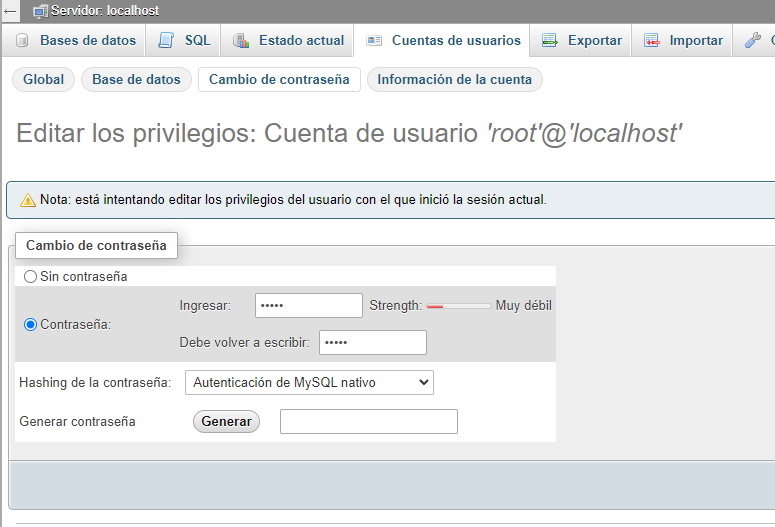 Servidor: localhost
Bases de datos SQL Estado actual Cuentas de usuarios Exportar Importar
Global Base de datos Cambio de contraseña Información de la cuenta
Editar los privilegios: Cuenta de usuario 'root'@'localhost'
Nota: está intentando editar los privilegios del usuario con el que inició la sesión actual.
Cambio de contraseña
Sin contraseña
Contraseña:
Ingresar: ••••• Strength: Muy débil
Debe volver a escribir: •••••
Hashing de la contraseña: Autenticación de MySQL nativo
Generar contraseña Generar